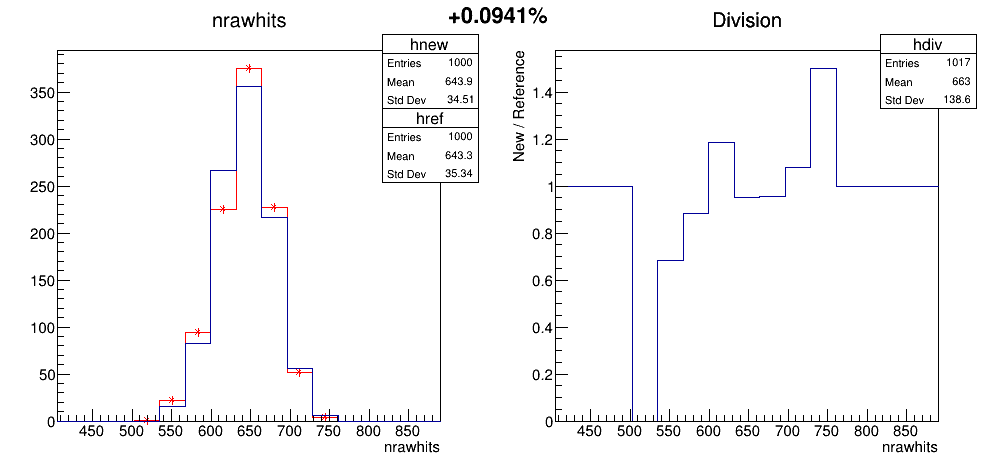 +0.0941%
nrawhits
hnew
Entries 1000
Mean 643.9
Std Dev 34.51
href
Entries 1000
Mean 643.3
Std Dev 35.34
350
300
250
200
150
100
50
0
450 500 550 600 650 700 750 800 850
nrawhits
Division
hdiv
Entries 1017
Mean 663
Std Dev 138.6
New / Reference
1.4
1.2
1
0.8
0.6
0.4
0.2
0
450 500 550 600 650 700 750 800 850
nrawhits